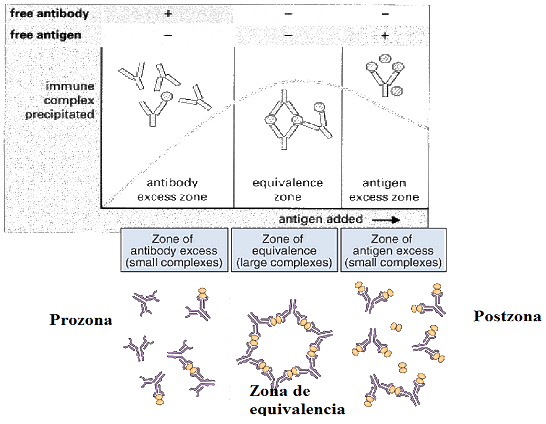 free antibody + − −
free antigen − − +
immune
complex
precipitated
antibody
excess zone
equivalence
zone
antigen
excess zone
antigen added
Zone of
antibody excess
(small complexes)
Zone of
equivalence
(large complexes)
Zone of
antigen excess
(small complexes)
Prozona
Postzona
Zona de
equivalencia